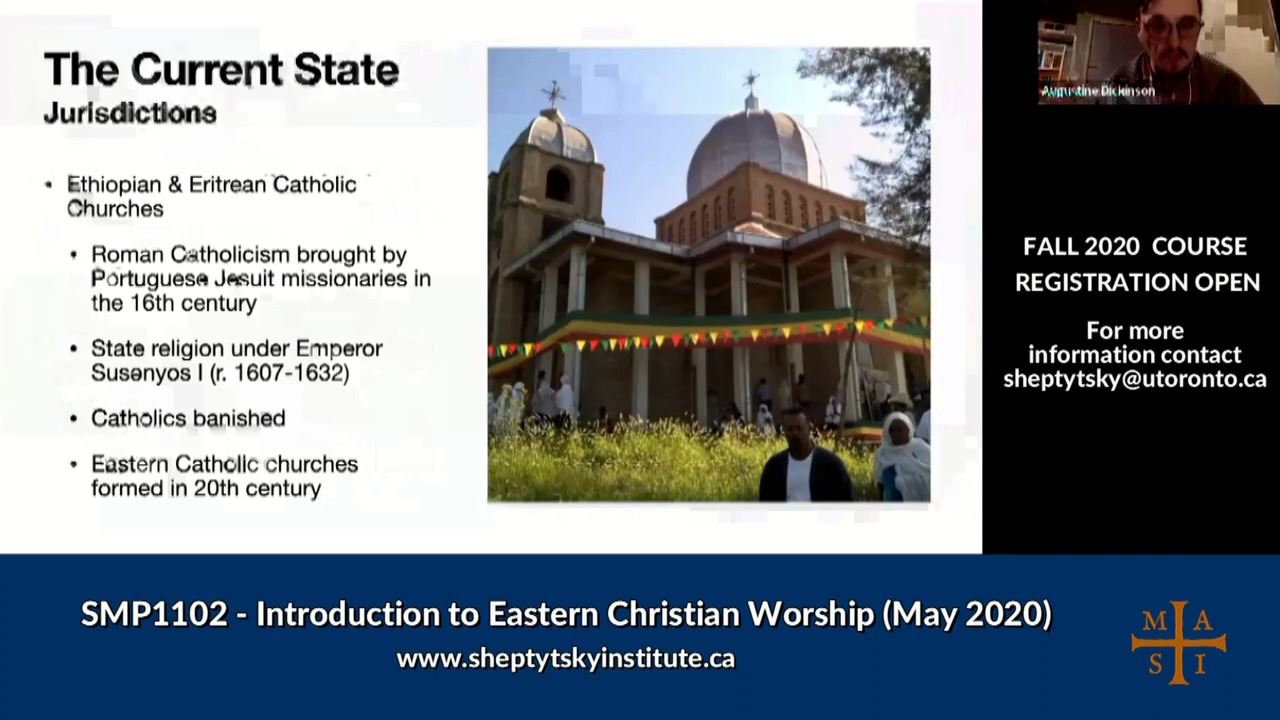 The Current State
Jurisdictions
• Ethiopian & Eritrean Catholic
Churches
• Roman Catholicism brought by
Portuguese Jesuit missionaries in
the 16th century
• State religion under Emperor
Susenyos I (r. 1607-1632)
• Catholics banished
• Eastern Catholic churches
formed in 20th century
Augustine Dickinson
FALL 2020 COURSE
REGISTRATION OPEN
For more
information contact
sheptytsky@utoronto.ca
SMP1102 - Introduction to Eastern Christian Worship (May 2020)
www.sheptytskyinstitute.ca
M A
S I